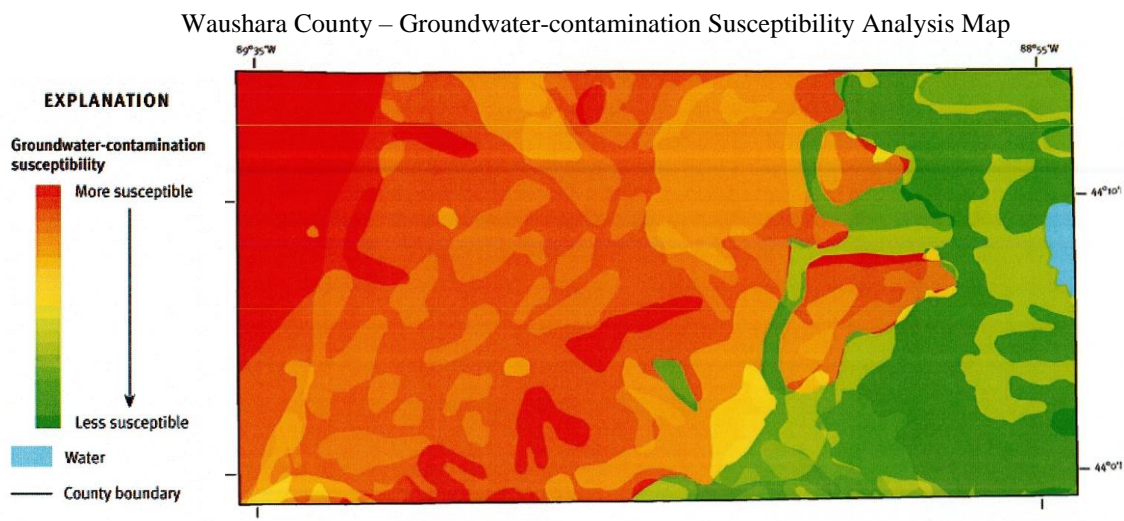 Waushara County – Groundwater-contamination Susceptibility Analysis Map
89°35'W
88°55'W
EXPLANATION
Groundwater-contamination
susceptibility
More susceptible
Less susceptible
Water
County boundary
44°10'
44°0'